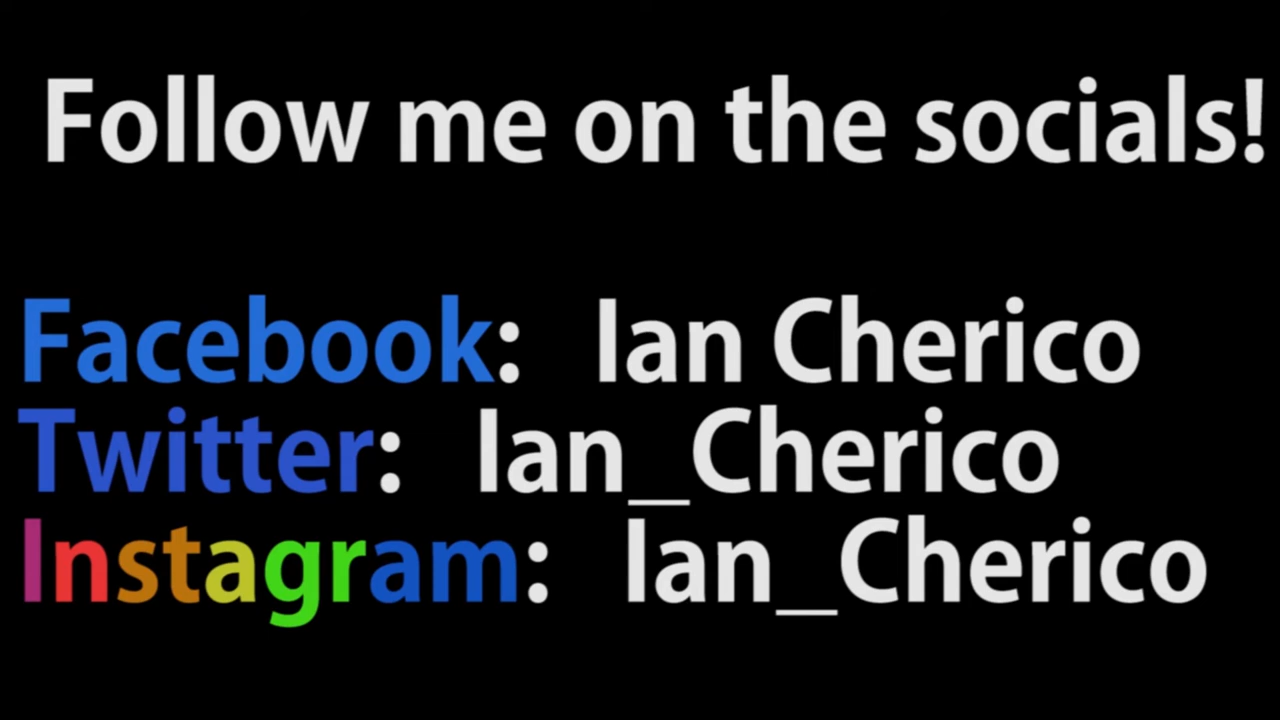 Follow me on the socials!
Facebook: Ian Cherico
Twitter: Ian_Cherico
Instagram: Ian_Cherico